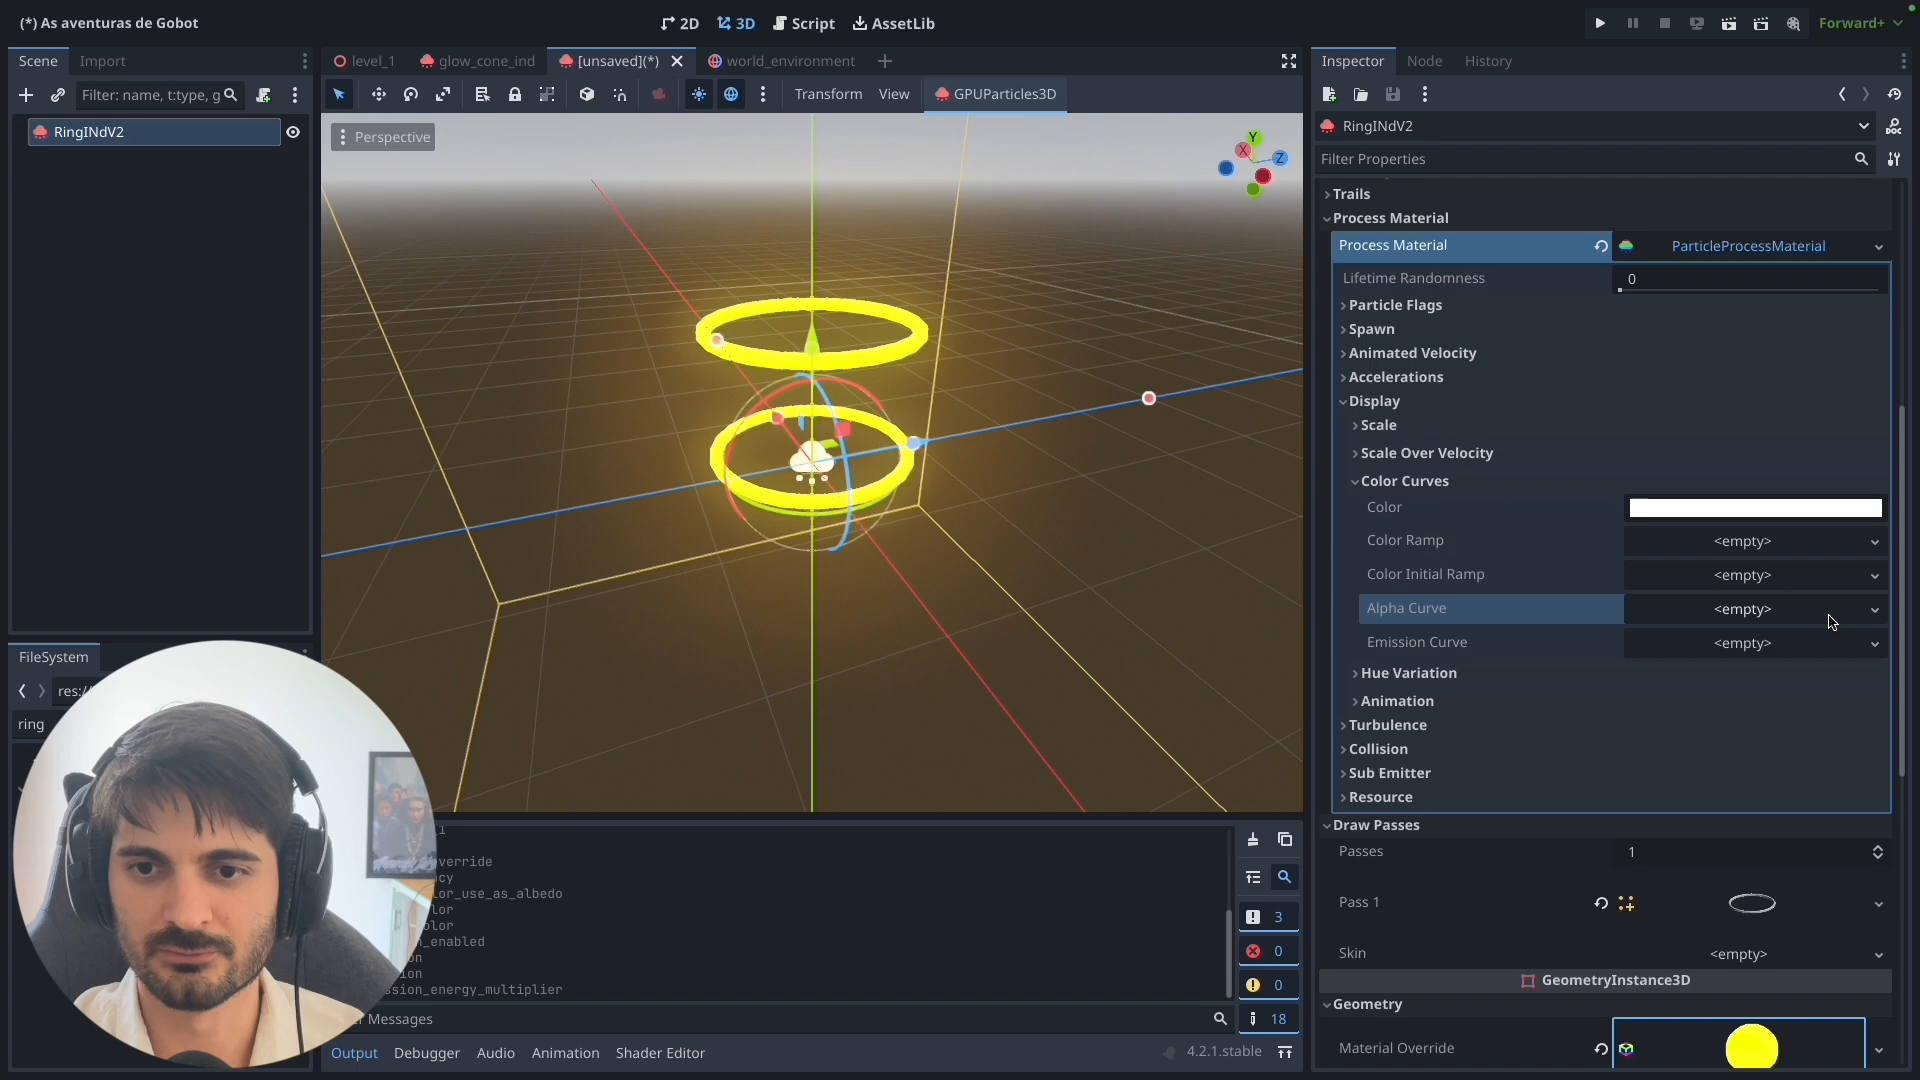 (*) As aventuras de Gobot
2D
3D
Script
AssetLib
Forward+
Scene
Import
level_1
glow_cone_ind
[unsaved](*)
world_environment
Inspector
Node
History
Filter: name, t:type, g
Transform
View
GPUParticles3D
RingINdV2
RingINdV2
DOC
Perspective
Y
X
Z
Filter Properties
Trails
Process Material
Process Material
ParticleProcessMaterial
Lifetime Randomness
0
Particle Flags
Spawn
Animated Velocity
Accelerations
Display
Scale
Scale Over Velocity
Color Curves
Color
Color Ramp
<empty>
Color Initial Ramp
<empty>
Alpha Curve
<empty>
Emission Curve
<empty>
Hue Variation
Animation
Turbulence
Collision
Sub Emitter
Resource
Draw Passes
Passes
1
Pass 1
Skin
<empty>
GeometryInstance3D
Geometry
Material Override
FileSystem
res:/
ring
verride
cy
or_use_as_albedo
lor
olor
n_enabled
on
ion
ssion_energy_multiplier
Messages
3
0
0
18
Output
Debugger
Audio
Animation
Shader Editor
4.2.1.stable